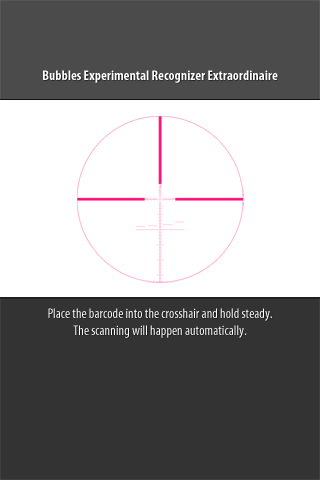 Bubbles Experimental Recognizer Extraordinaire
Place the barcode into the crosshair and hold steady.
The scanning will happen automatically.